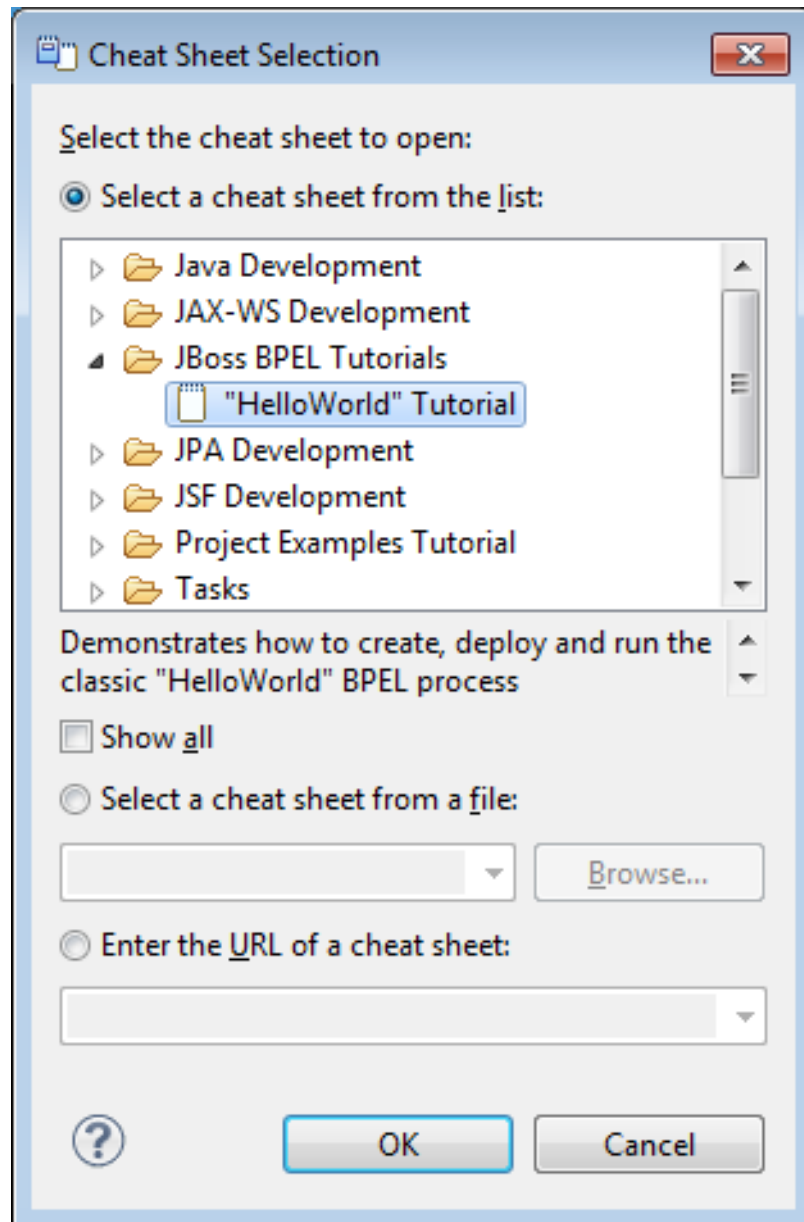 Cheat Sheet Selection
Select the cheat sheet to open:
Select a cheat sheet from the list:
Java Development
JAX-WS Development
JBoss BPEL Tutorials
"HelloWorld" Tutorial
JPA Development
JSF Development
Project Examples Tutorial
Tasks
Demonstrates how to create, deploy and run the
classic "HelloWorld" BPEL process
Show all
Select a cheat sheet from a file:
Browse...
Enter the URL of a cheat sheet:
?
OK Cancel